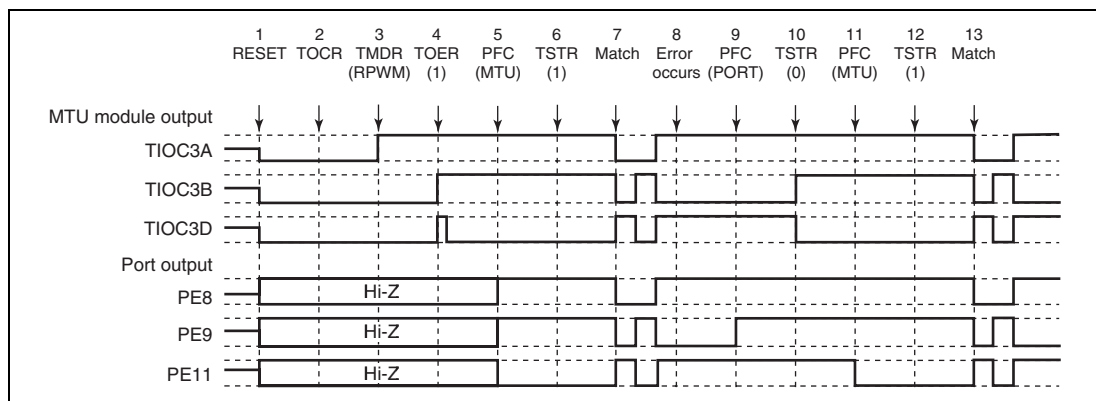 1 2 3 4 5 6 7 8 9 10 11 12 13
RESET TOCR TMDR TOER PFC TSTR Match Error PFC TSTR PFC TSTR Match
(RPWM) (1) (MTU) (1) occurs (PORT) (0) (MTU) (1)
MTU module output
TIOC3A
TIOC3B
TIOC3D
Port output
PE8 Hi-Z
PE9 Hi-Z
PE11 Hi-Z